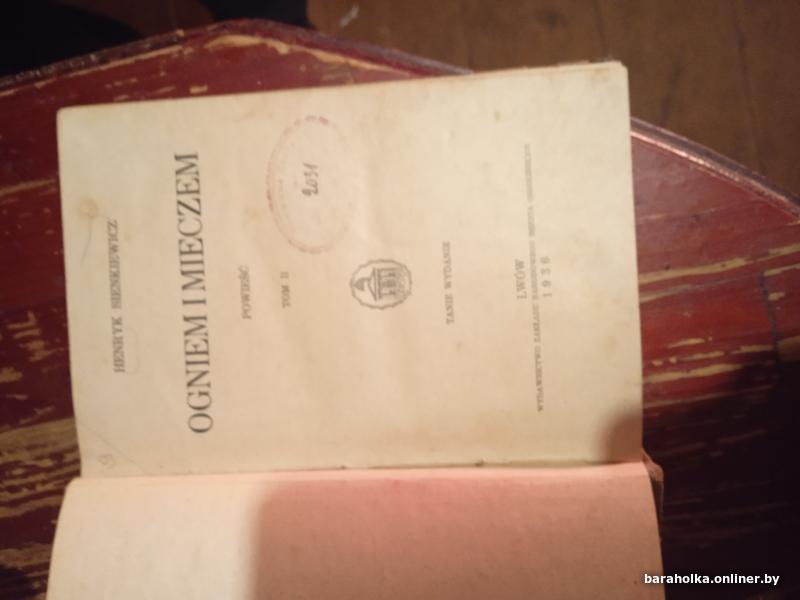 HENRYK SIENKIEWICZ
OGNIEM I MIECZEM
POWIEŚĆ
TOM II
2031
TANIE WYDANIE
LWÓW
WYDAWNICTWO ZAKŁADU NARODOWEGO IMIENIA OSSOLIŃSKICH
1936
baraholka.onliner.by